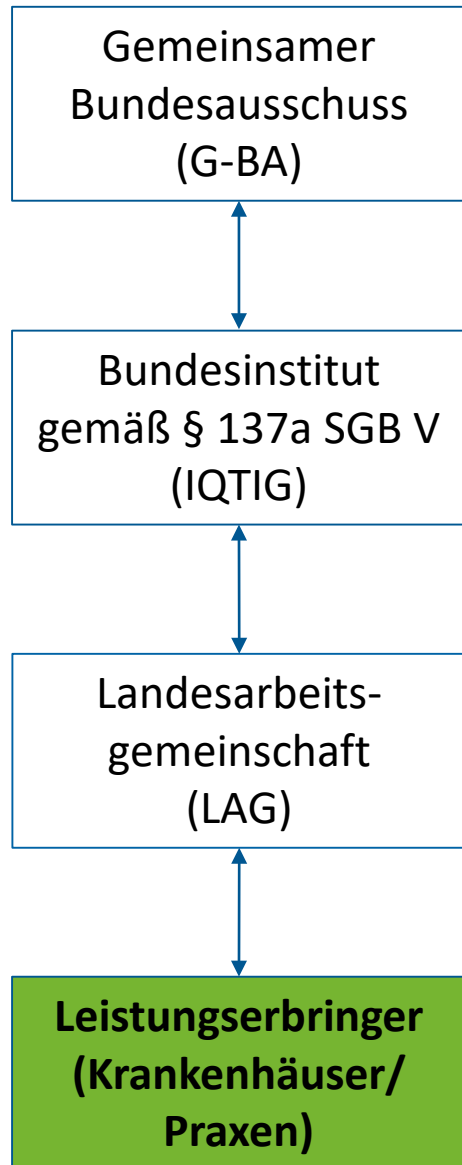 Gemeinsamer
Bundesausschuss
(G-BA)
Bundesinstitut
gemäß § 137a SGB V
(IQTIG)
Landesarbeits-
gemeinschaft
(LAG)
Leistungserbringer
(Krankenhäuser/
Praxen)